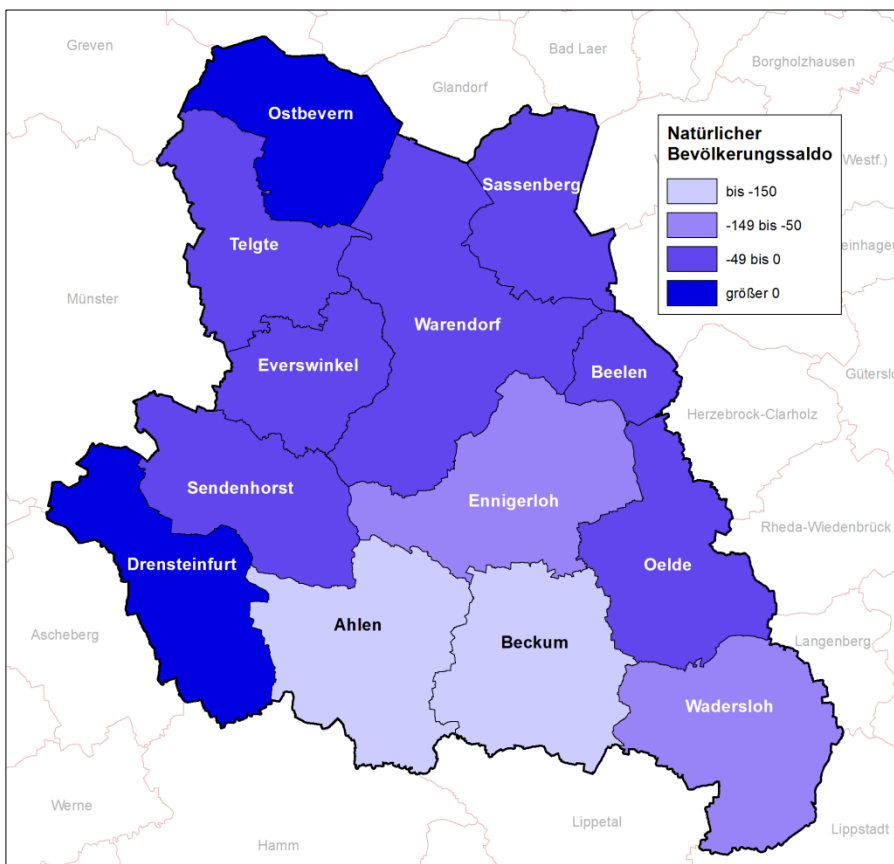 Greven
Bad Laer
Borgholzhausen
Glandorf
Ostbevern
Natürlicher
Bevölkerungssaldo
Westf.)
bis -150
-149 bis -50
-49 bis 0
größer 0
Sassenberg
Telgte
Münster
Warendorf
Everswinkel
Beelen
Herzebrock-Clarholz
Sendenhorst
Ennigerloh
Rheda-Wiedenbrück
Drensteinfurt
Oelde
Ahlen
Ascheberg
Beckum
Langenberg
Wadersloh
Werne
Lippetal
Lippstadt
Hamm